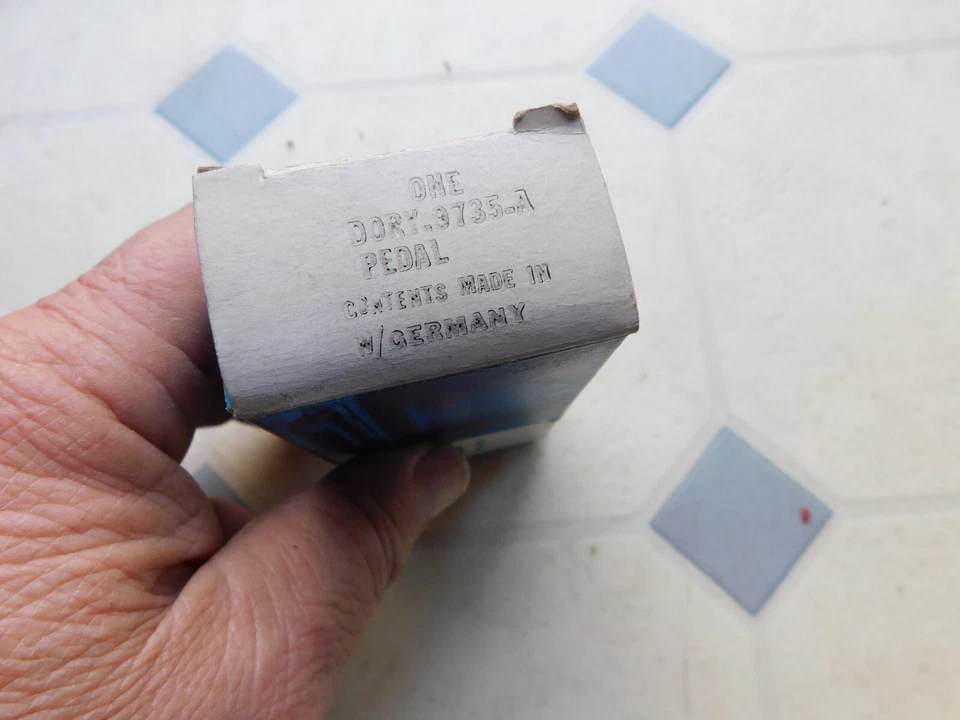 ONE
DORY-9735-A
PEDAL
CONTENTS MADE IN
W/GERMANY